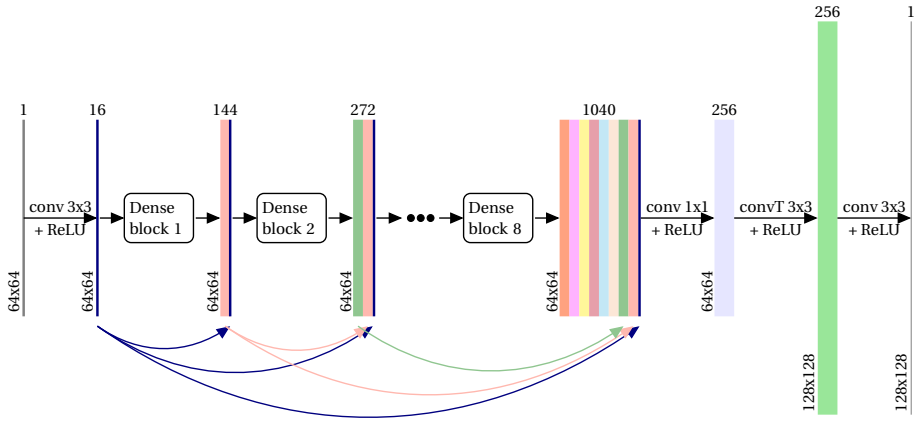 256
1
1
16
144
272
1040
256
conv 3x3
+ ReLU
Dense
block 1
Dense
block 2
Dense
block 8
conv 1x1
+ ReLU
convT 3x3
+ ReLU
conv 3x3
+ ReLU
64x64
64x64
64x64
64x64
64x64
64x64
128x128
128x128